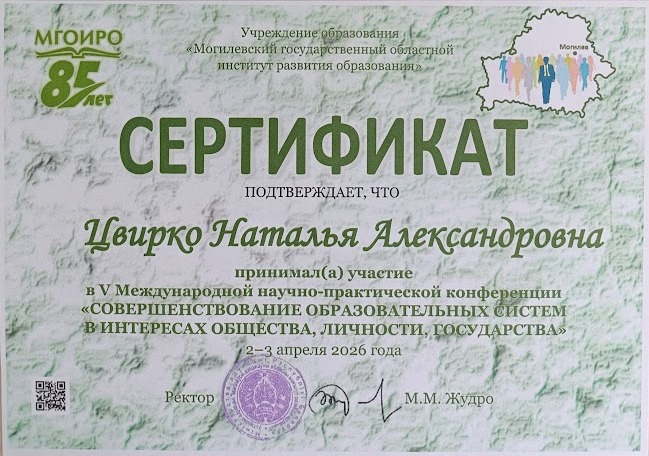 МГОИРО
85 лет
Учреждение образования
«Могилевский государственный областной
институт развития образования»
Могилев
СЕРТИФИКАТ
ПОДТВЕРЖДАЕТ, ЧТО
Цвирко Наталья Александровна
принимал(а) участие
в V Международной научно-практической конференции
«СОВЕРШЕНСТВОВАНИЕ ОБРАЗОВАТЕЛЬНЫХ СИСТЕМ
В ИНТЕРЕСАХ ОБЩЕСТВА, ЛИЧНОСТИ, ГОСУДАРСТВА»
2–3 апреля 2026 года
Ректор М.М. Жудро